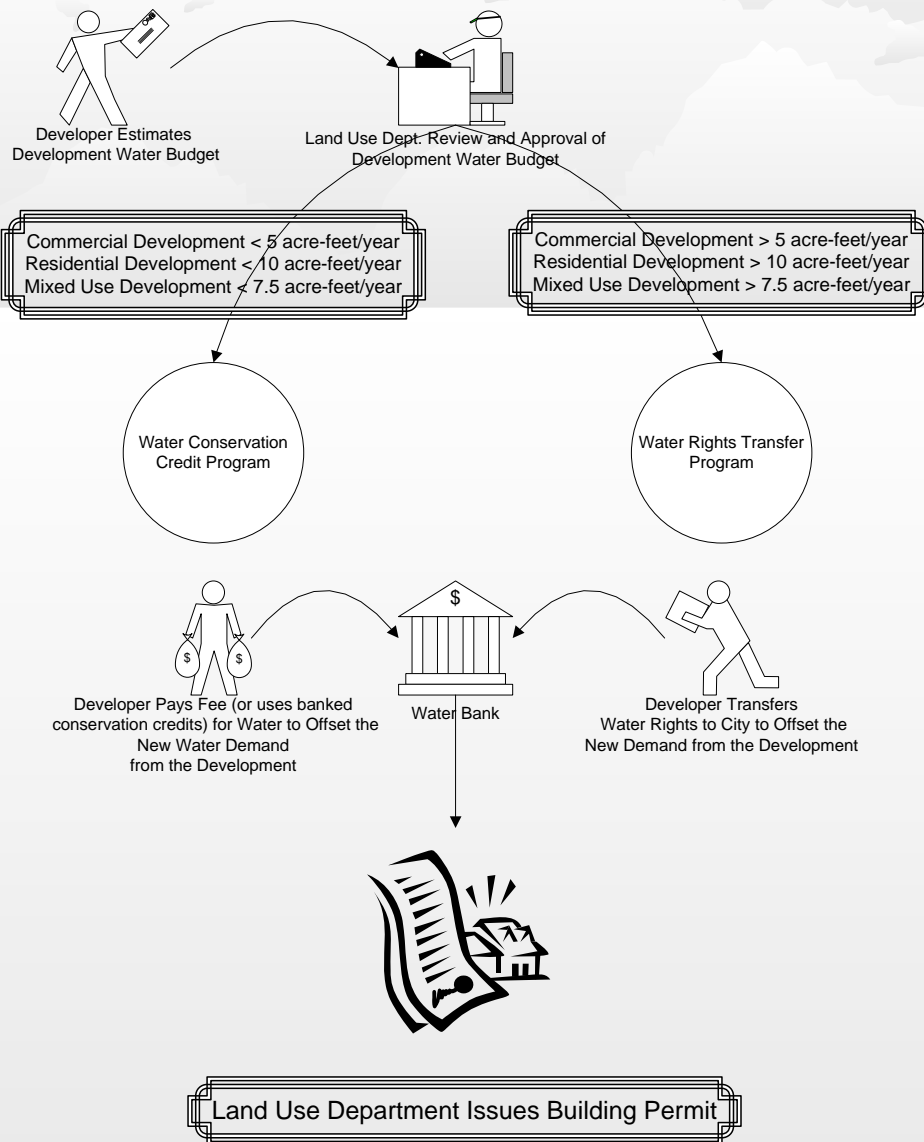 Developer Estimates
Development Water Budget
Land Use Dept. Review and Approval of
Development Water Budget
Commercial Development < 5 acre-feet/year
Residential Development < 10 acre-feet/year
Mixed Use Development < 7.5 acre-feet/year
Commercial Development > 5 acre-feet/year
Residential Development > 10 acre-feet/year
Mixed Use Development > 7.5 acre-feet/year
Water Conservation
Credit Program
Water Rights Transfer
Program
$ $
Developer Pays Fee (or uses banked
conservation credits) for Water to Offset the
New Water Demand
from the Development
$
Water Bank
Developer Transfers
Water Rights to City to Offset the
New Demand from the Development
Land Use Department Issues Building Permit